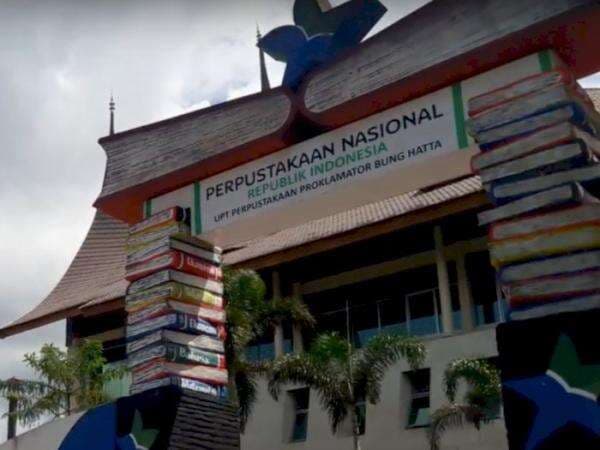 PERPUSTAKAAN NASIONAL
REPUBLIK INDONESIA
UPT PERPUSTAKAAN PROKLAMATOR BUNG HATTA